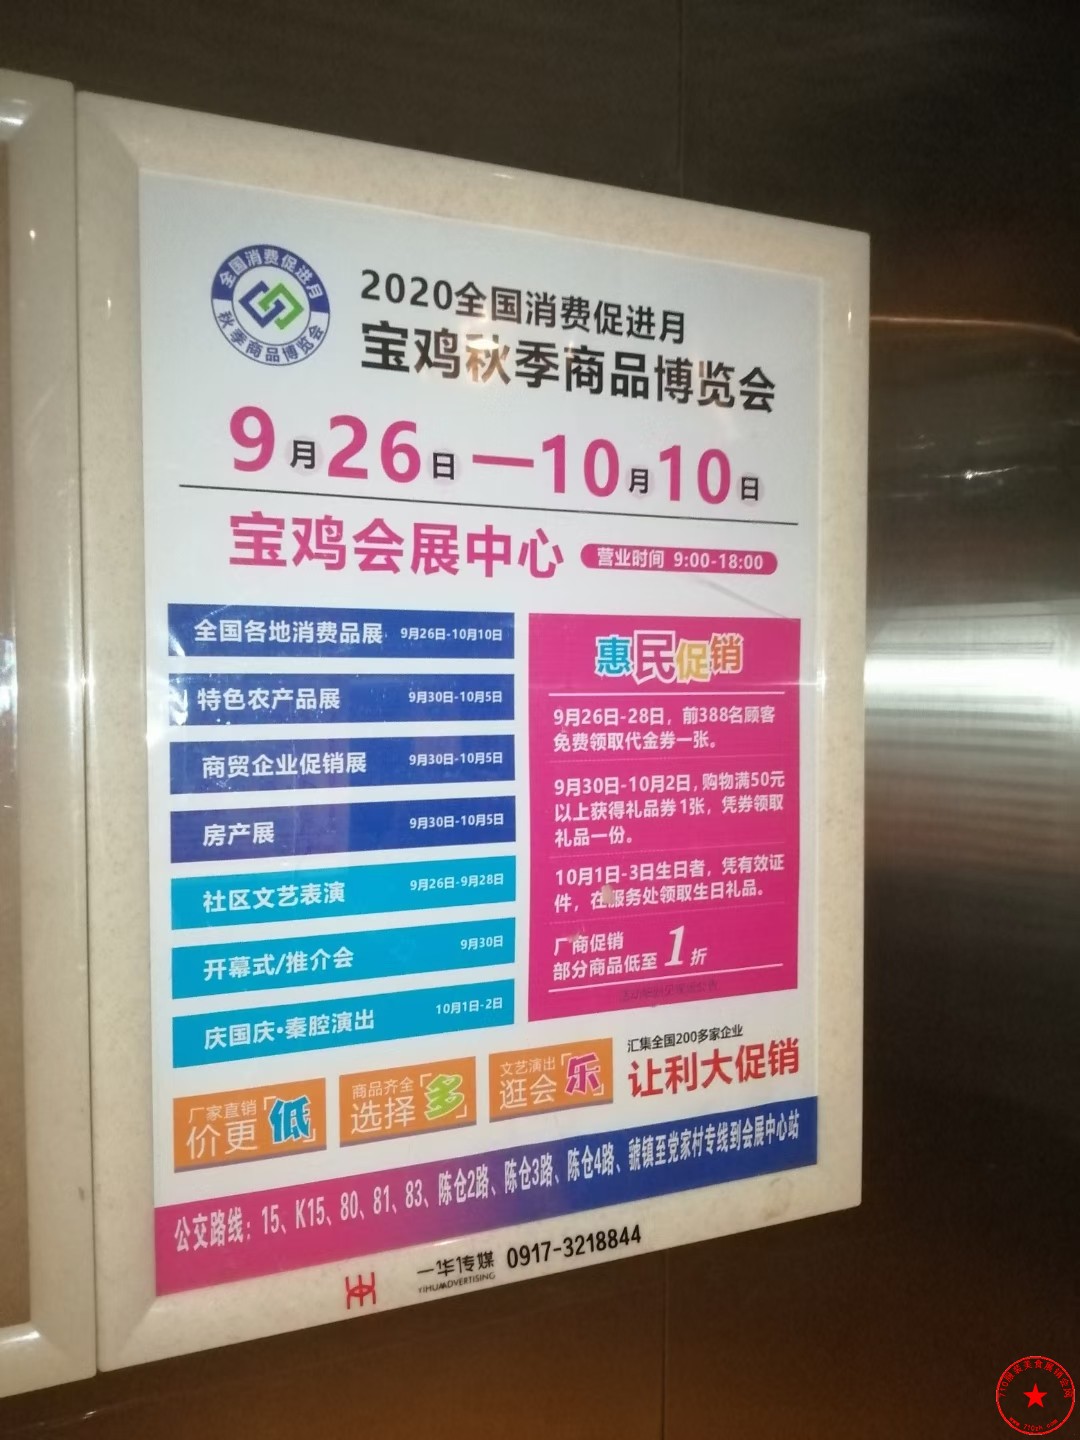 全国消费促进月
秋季商品博览会
2020全国消费促进月
宝鸡秋季商品博览会
9月26日—10月10日
宝鸡会展中心
营业时间 9:00-18:00
全国各地消费品展 9月26日-10月10日
特色农产品展 9月30日-10月5日
商贸企业促销展 9月30日-10月5日
房产展 9月30日-10月5日
社区文艺表演 9月26日-9月28日
开幕式/推介会 9月30日
庆国庆·秦腔演出 10月1日-2日
惠民促销
9月26日-28日，前388名顾客
免费领取代金券一张。
9月30日-10月2日，购物满50元
以上获得礼品券1张，凭券领取
礼品一份。
10月1日-3日生日者，凭有效证
件，在服务处领取生日礼品。
厂商促销
部分商品低至1折
厂家直销
价更「低」
商品齐全
选择「多」
文艺演出
逛会「乐」
汇集全国200多家企业
让利大促销
公交路线：15、K15、80、81、83、陈仓2路、陈仓3路、陈仓4路、虢镇至党家村专线到会展中心站
一华传媒 0917-3218844